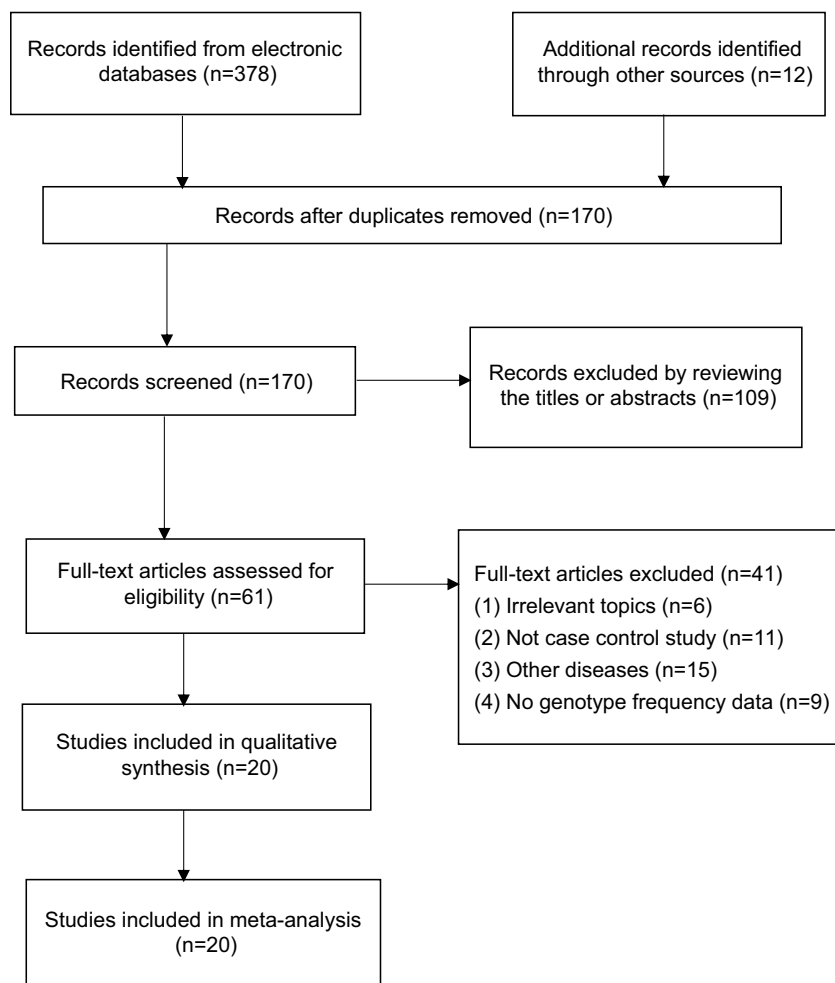 Records identified from electronic
databases (n=378)
Additional records identified
through other sources (n=12)
Records after duplicates removed (n=170)
Records screened (n=170)
Records excluded by reviewing
the titles or abstracts (n=109)
Full-text articles assessed for
eligibility (n=61)
Full-text articles excluded (n=41)
(1) Irrelevant topics (n=6)
(2) Not case control study (n=11)
(3) Other diseases (n=15)
(4) No genotype frequency data (n=9)
Studies included in qualitative
synthesis (n=20)
Studies included in meta-analysis
(n=20)